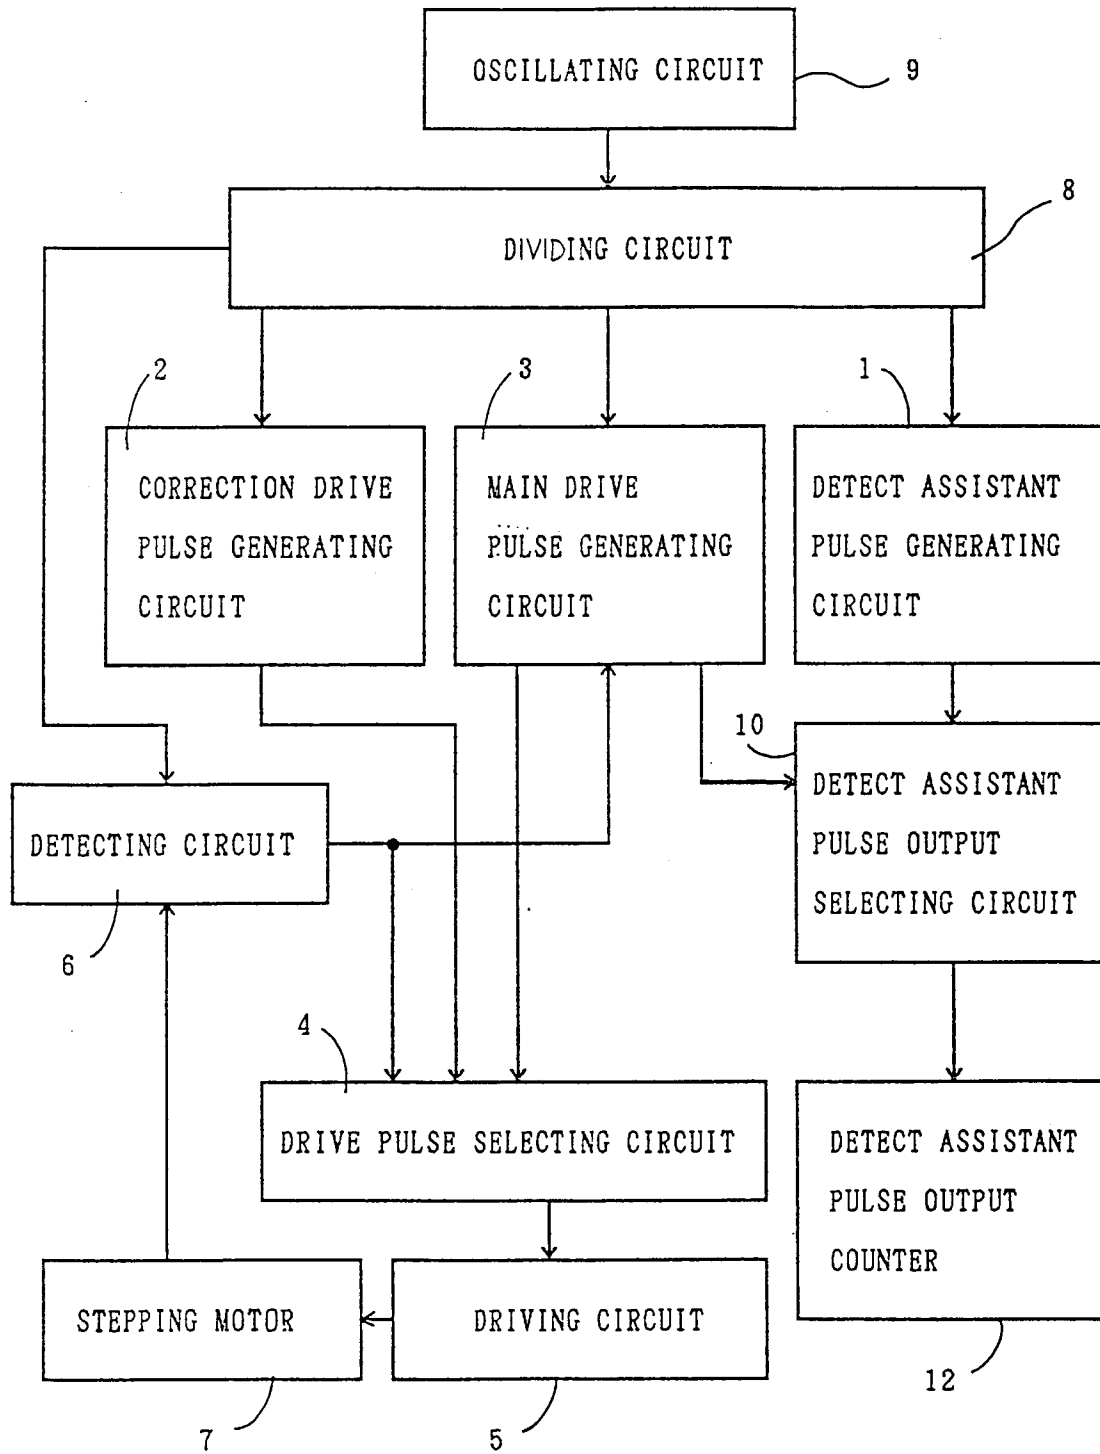 OSCILLATING CIRCUIT
9
DIVIDING CIRCUIT
8
2
3
1
CORRECTION DRIVE
PULSE GENERATING
CIRCUIT
MAIN DRIVE
PULSE GENERATING
CIRCUIT
DETECT ASSISTANT
PULSE GENERATING
CIRCUIT
10
DETECT ASSISTANT
PULSE OUTPUT
SELECTING CIRCUIT
DETECTING CIRCUIT
6
4
DRIVE PULSE SELECTING CIRCUIT
DETECT ASSISTANT
PULSE OUTPUT
COUNTER
STEPPING MOTOR
DRIVING CIRCUIT
12
7
5